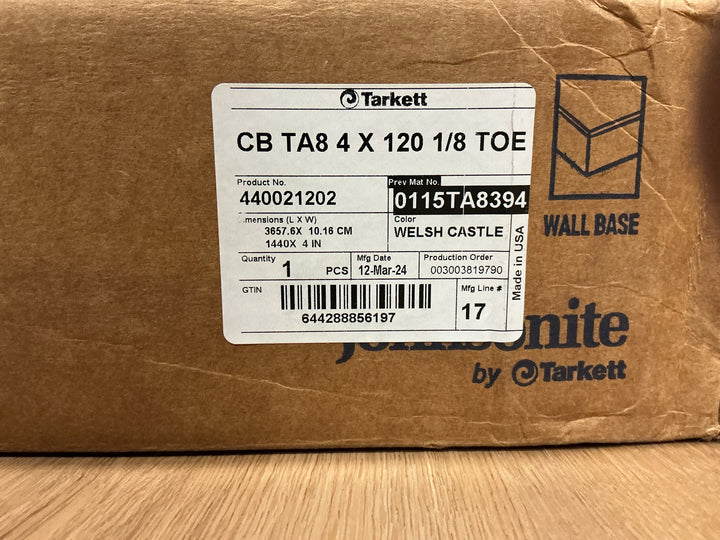 Tarkett
CB TA8 4 X 120 1/8 TOE
Product No.
440021202
Prev Mat No.
0115TA8394
Dimensions (L X W)
3657.6X 10.16 CM
1440X 4 IN
Color
WELSH CASTLE
Quantity
1 PCS
Mfg Date
12-Mar-24
Production Order
003003819790
Made in USA
GTIN
644288856197
Mfg Line #
17
WALL BASE
Johnsonite
by Tarkett